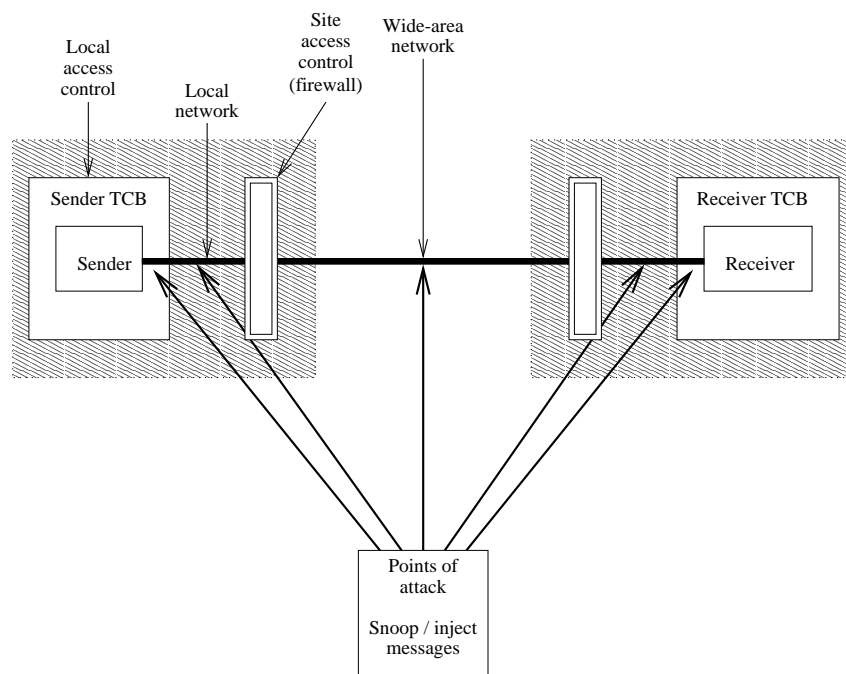 Site
access
control
(firewall)
Wide-area
network
Local
access
control
Local
network
Sender TCB
Sender
Receiver TCB
Receiver
Points of
attack
Snoop / inject
messages